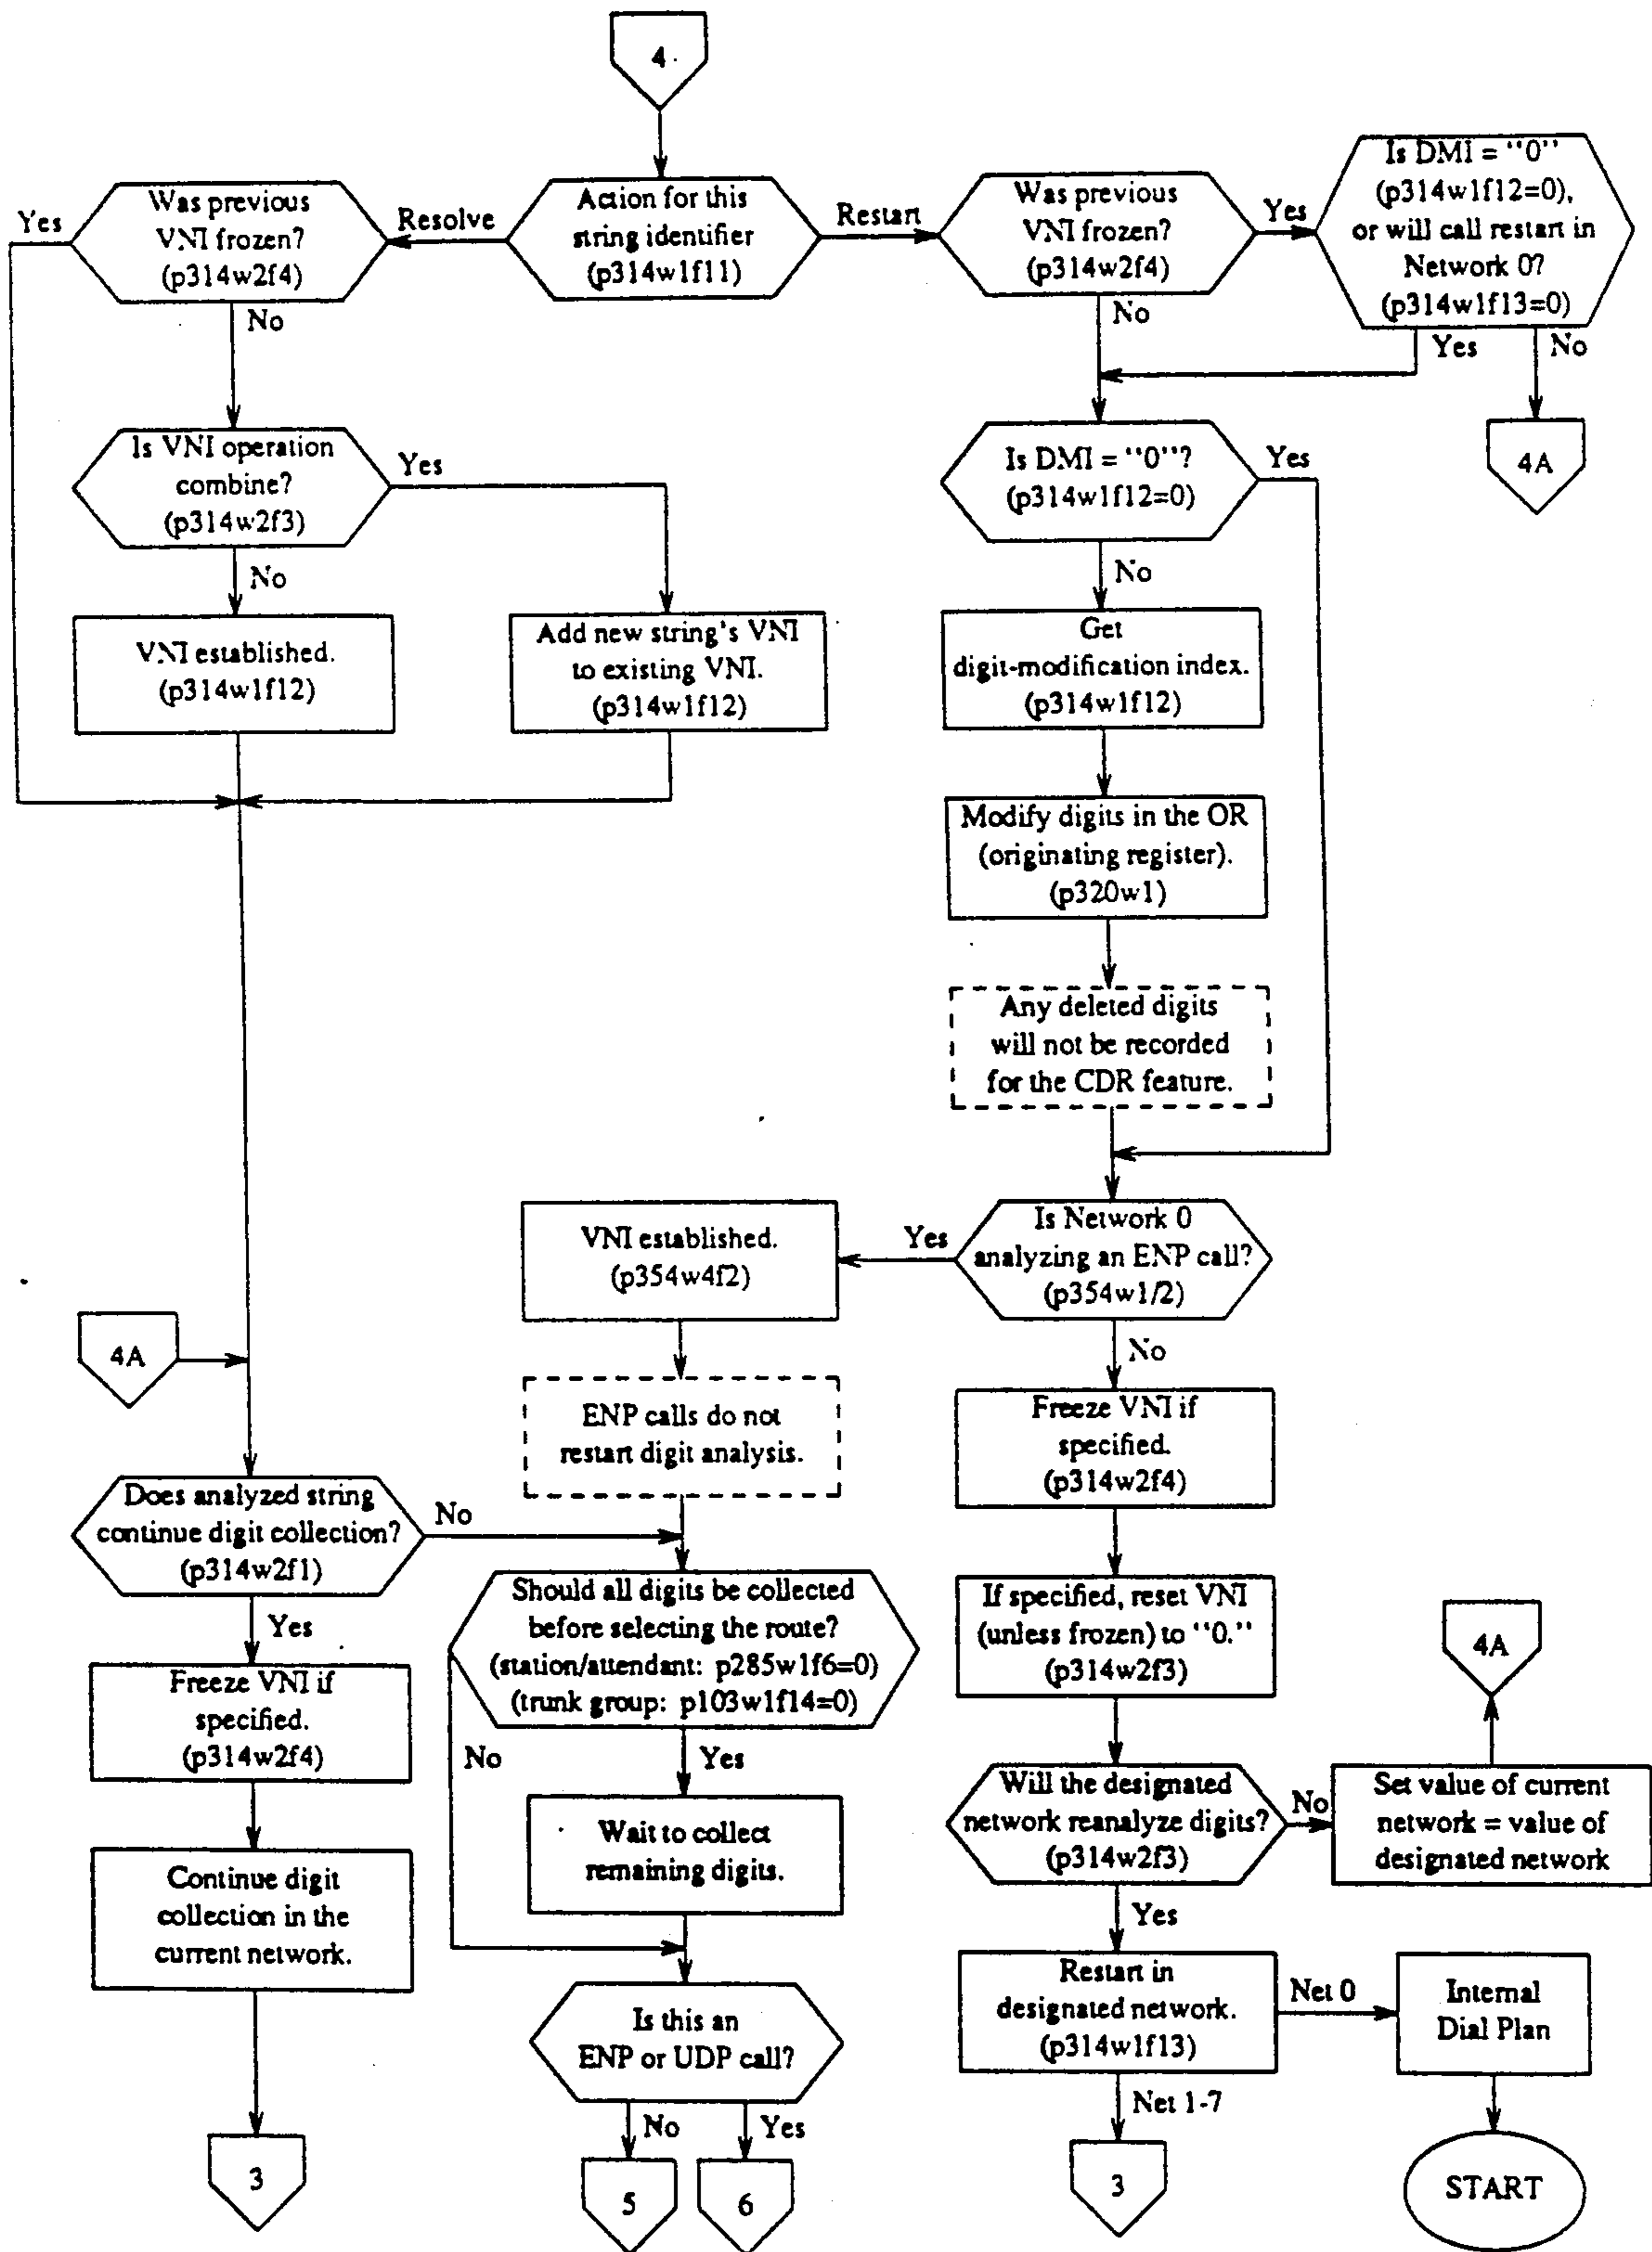 4
Action for this
string identifier
(p314w1f11)
Resolve
Restart
Was previous
VNI frozen?
(p314w2f4)
Yes
No
Is VNI operation
combine?
(p314w2f3)
Yes
No
VNI established.
(p314w1f12)
Add new string's VNI
to existing VNI.
(p314w1f12)
Was previous
VNI frozen?
(p314w2f4)
Yes
No
Is DMI = "0"
(p314w1f12=0),
or will call restart in
Network 0?
(p314w1f13=0)
Yes
No
4A
Is DMI = "0"?
(p314w1f12=0)
Yes
No
Get
digit-modification index.
(p314w1f12)
Modify digits in the OR
(originating register).
(p320w1)
Any deleted digits
will not be recorded
for the CDR feature.
Is Network 0
analyzing an ENP call?
(p354w1/2)
Yes
No
VNI established.
(p354w4f2)
ENP calls do not
restart digit analysis.
4A
Does analyzed string
continue digit collection?
(p314w2f1)
No
Yes
Freeze VNI if
specified.
(p314w2f4)
Continue digit
collection in the
current network.
3
Should all digits be collected
before selecting the route?
(station/attendant: p285w1f6=0)
(trunk group: p103w1f14=0)
No
Yes
Wait to collect
remaining digits.
Is this an
ENP or UDP call?
No
Yes
5
6
Freeze VNI if
specified.
(p314w2f4)
If specified, reset VNI
(unless frozen) to "0."
(p314w2f3)
Will the designated
network reanalyze digits?
(p314w2f3)
No
Yes
Set value of current
network = value of
designated network
4A
Restart in
designated network.
(p314w1f13)
Net 0
Net 1-7
Internal
Dial Plan
3
START